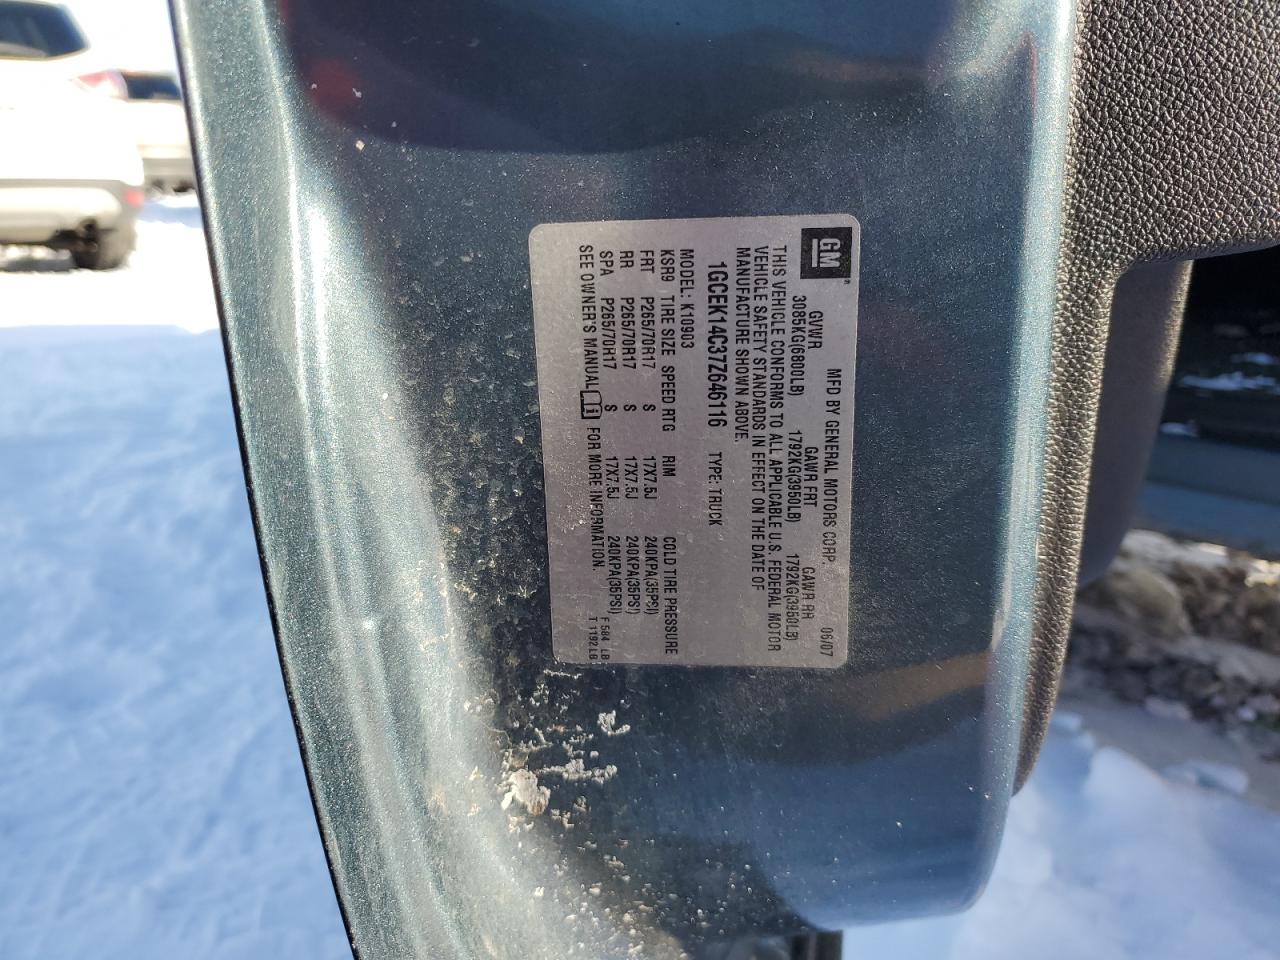 GM®
MFD BY GENERAL MOTORS CORP 06/07
GVWR GAWR FRT GAWR RR
3085KG(6800LB) 1792KG(3950LB) 1792KG(3950LB)
THIS VEHICLE CONFORMS TO ALL APPLICABLE U.S. FEDERAL MOTOR
VEHICLE SAFETY STANDARDS IN EFFECT ON THE DATE OF
MANUFACTURE SHOWN ABOVE.
1GCEK14C37Z646116 TYPE: TRUCK
MODEL: K10903
KSR9 TIRE SIZE SPEED RTG RIM COLD TIRE PRESSURE
FRT P265/70R17 S 17X7.5J 240KPA(35PSI)
RR P265/70R17 S 17X7.5J 240KPA(35PSI)
SPA P265/70R17 S 17X7.5J 240KPA(35PSI)
SEE OWNER'S MANUAL i FOR MORE INFORMATION.
F 584 LB
T 1192 LB